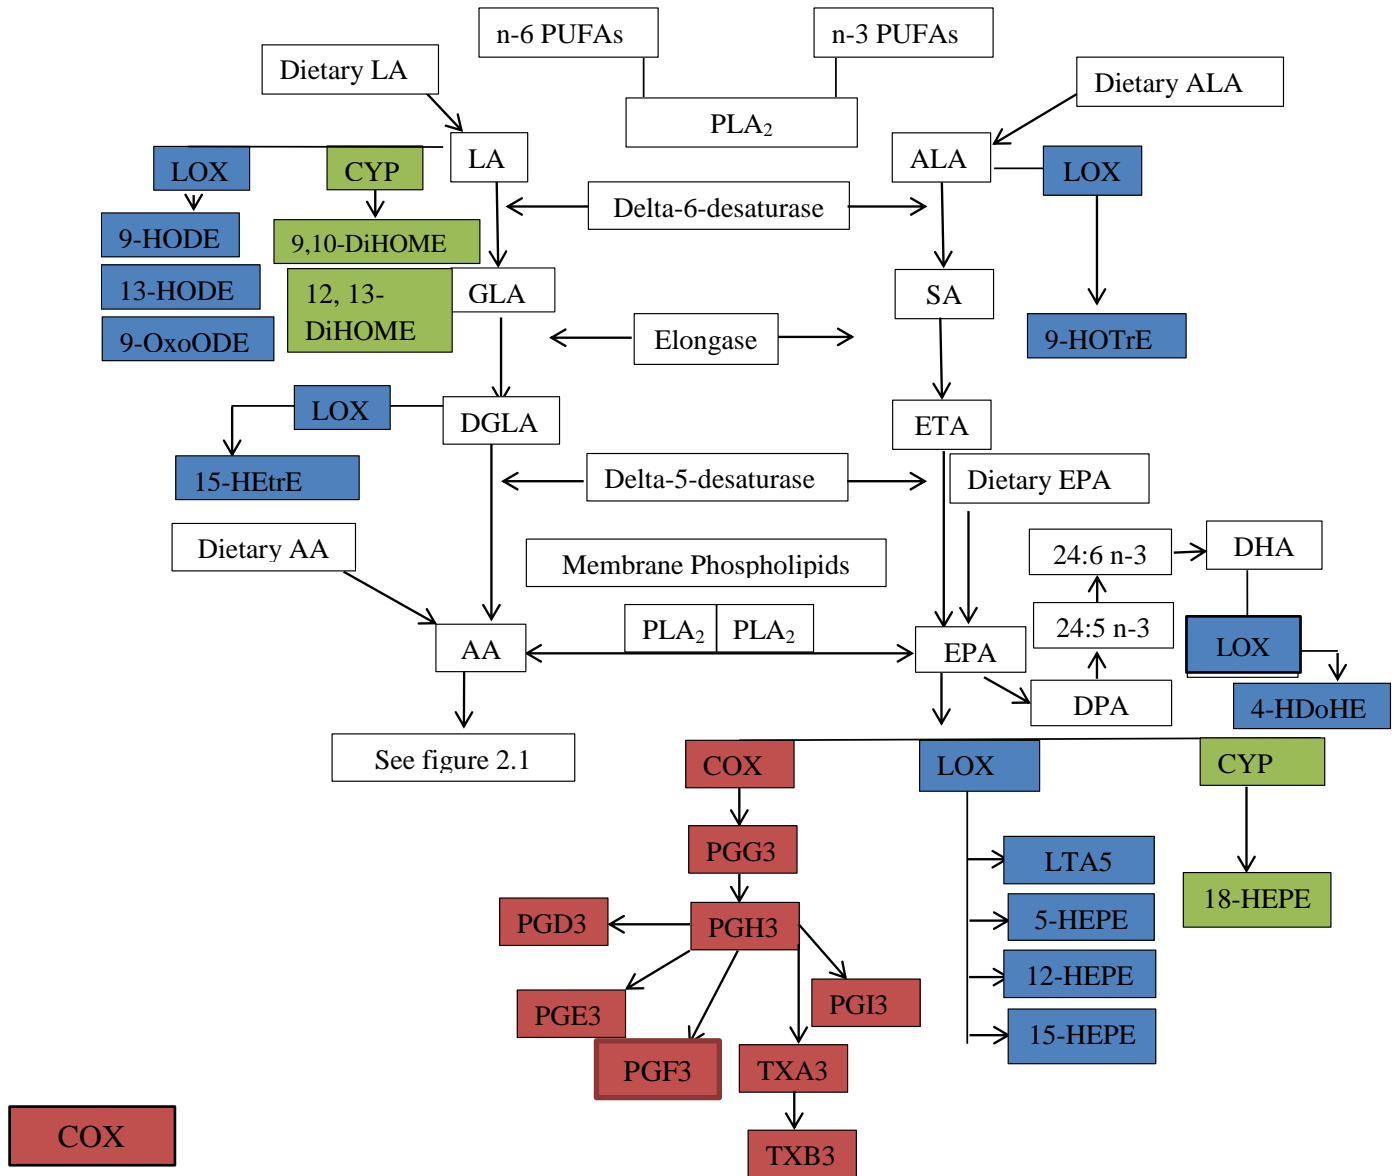 n-6 PUFAs
n-3 PUFAs
Dietary LA
Dietary ALA
PLA₂
LA
ALA
LOX
CYP
LOX
Delta-6-desaturase
9-HODE
9,10-DiHOME
13-HODE
12, 13-
DiHOME
GLA
SA
9-OxoODE
Elongase
9-HOTrE
LOX
DGLA
ETA
15-HEtrE
Delta-5-desaturase
Dietary EPA
Dietary AA
Membrane Phospholipids
24:6 n-3
DHA
PLA₂
PLA₂
24:5 n-3
AA
EPA
LOX
DPA
4-HDoHE
See figure 2.1
COX
LOX
CYP
PGG3
LTA5
18-HEPE
PGD3
PGH3
5-HEPE
12-HEPE
PGE3
PGI3
15-HEPE
PGF3
TXA3
COX
TXB3